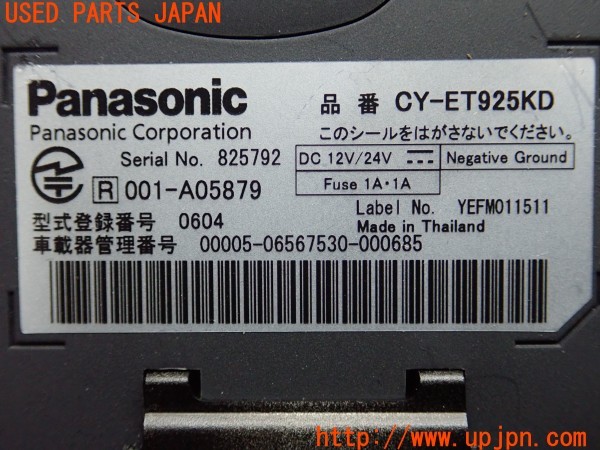 USED PARTS JAPAN
Panasonic
品番 CY-ET925KD
Panasonic Corporation
このシールをはがさないでください。
Serial No. 825792
DC 12V/24V
Negative Ground
R 001-A05879
Fuse 1A・1A
Label No. YEFM011511
型式登録番号 0604
Made in Thailand
車載器管理番号 00005-06567530-000685
http://www.upjpn.com